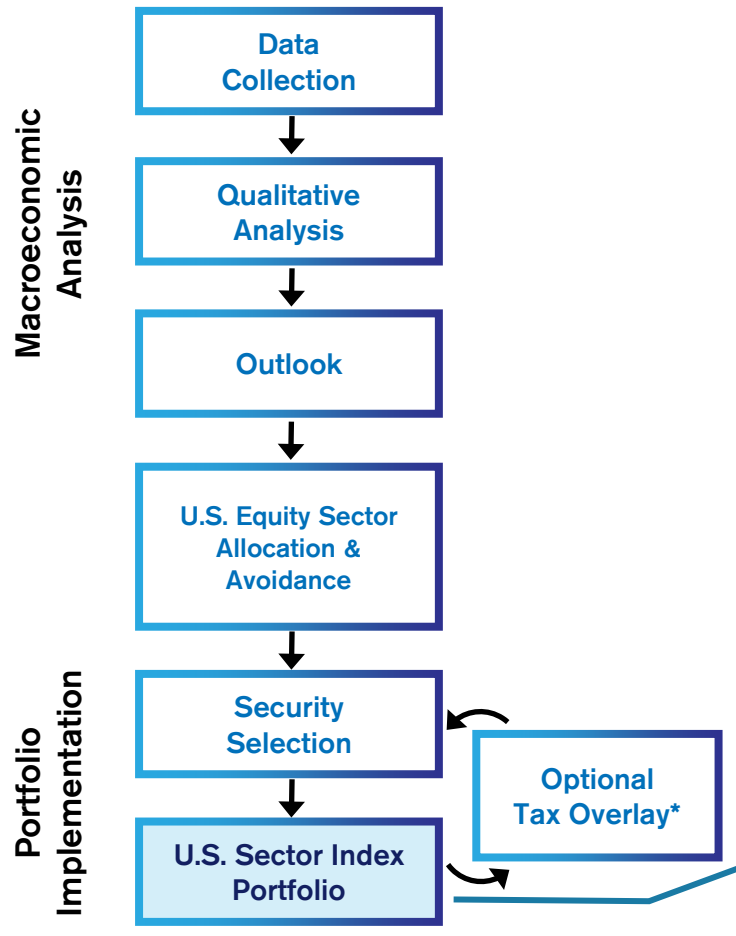 Macroeconomic
Analysis
Data
Collection
Qualitative
Analysis
Outlook
U.S. Equity Sector
Allocation &
Avoidance
Portfolio
Implementation
Security
Selection
Optional
Tax Overlay*
U.S. Sector Index
Portfolio